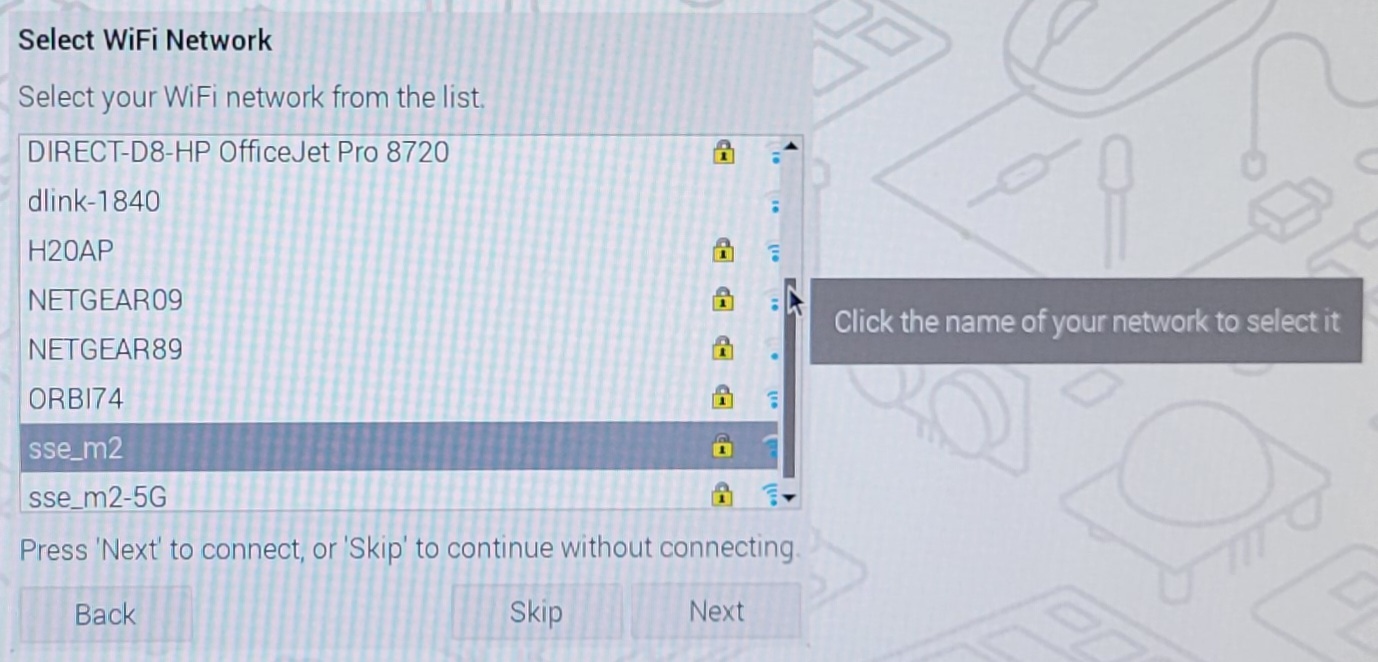 Select WiFi Network
Select your WiFi network from the list.
DIRECT-D8-HP OfficeJet Pro 8720
dlink-1840
H20AP
NETGEAR09
NETGEAR89
ORBI74
sse_m2
sse_m2-5G
Click the name of your network to select it
Press 'Next' to connect, or 'Skip' to continue without connecting.
Back
Skip
Next